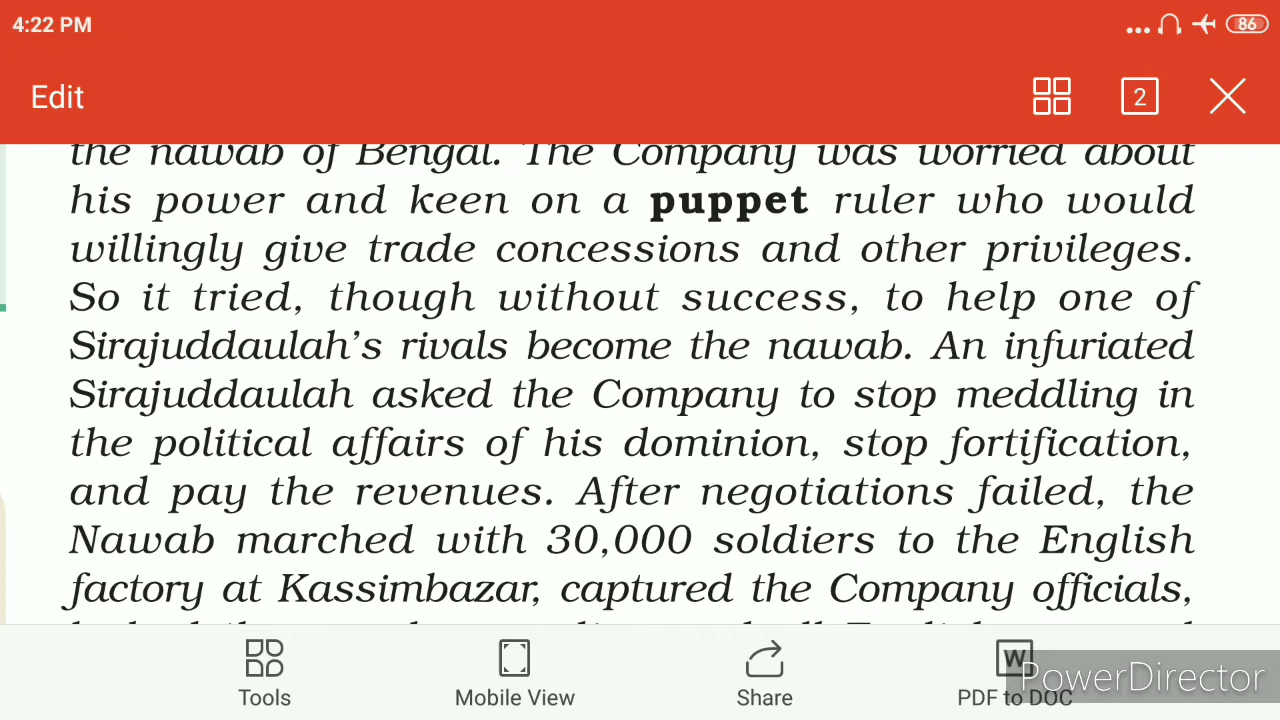 4:22 PM
86
Edit
2
the nawab of Bengal. The Company was worried about
his power and keen on a puppet ruler who would
willingly give trade concessions and other privileges.
So it tried, though without success, to help one of
Sirajuddaulah's rivals become the nawab. An infuriated
Sirajuddaulah asked the Company to stop meddling in
the political affairs of his dominion, stop fortification,
and pay the revenues. After negotiations failed, the
Nawab marched with 30,000 soldiers to the English
factory at Kassimbazar, captured the Company officials,
W
Tools
Mobile View
Share
PDF to DOC
PowerDirector